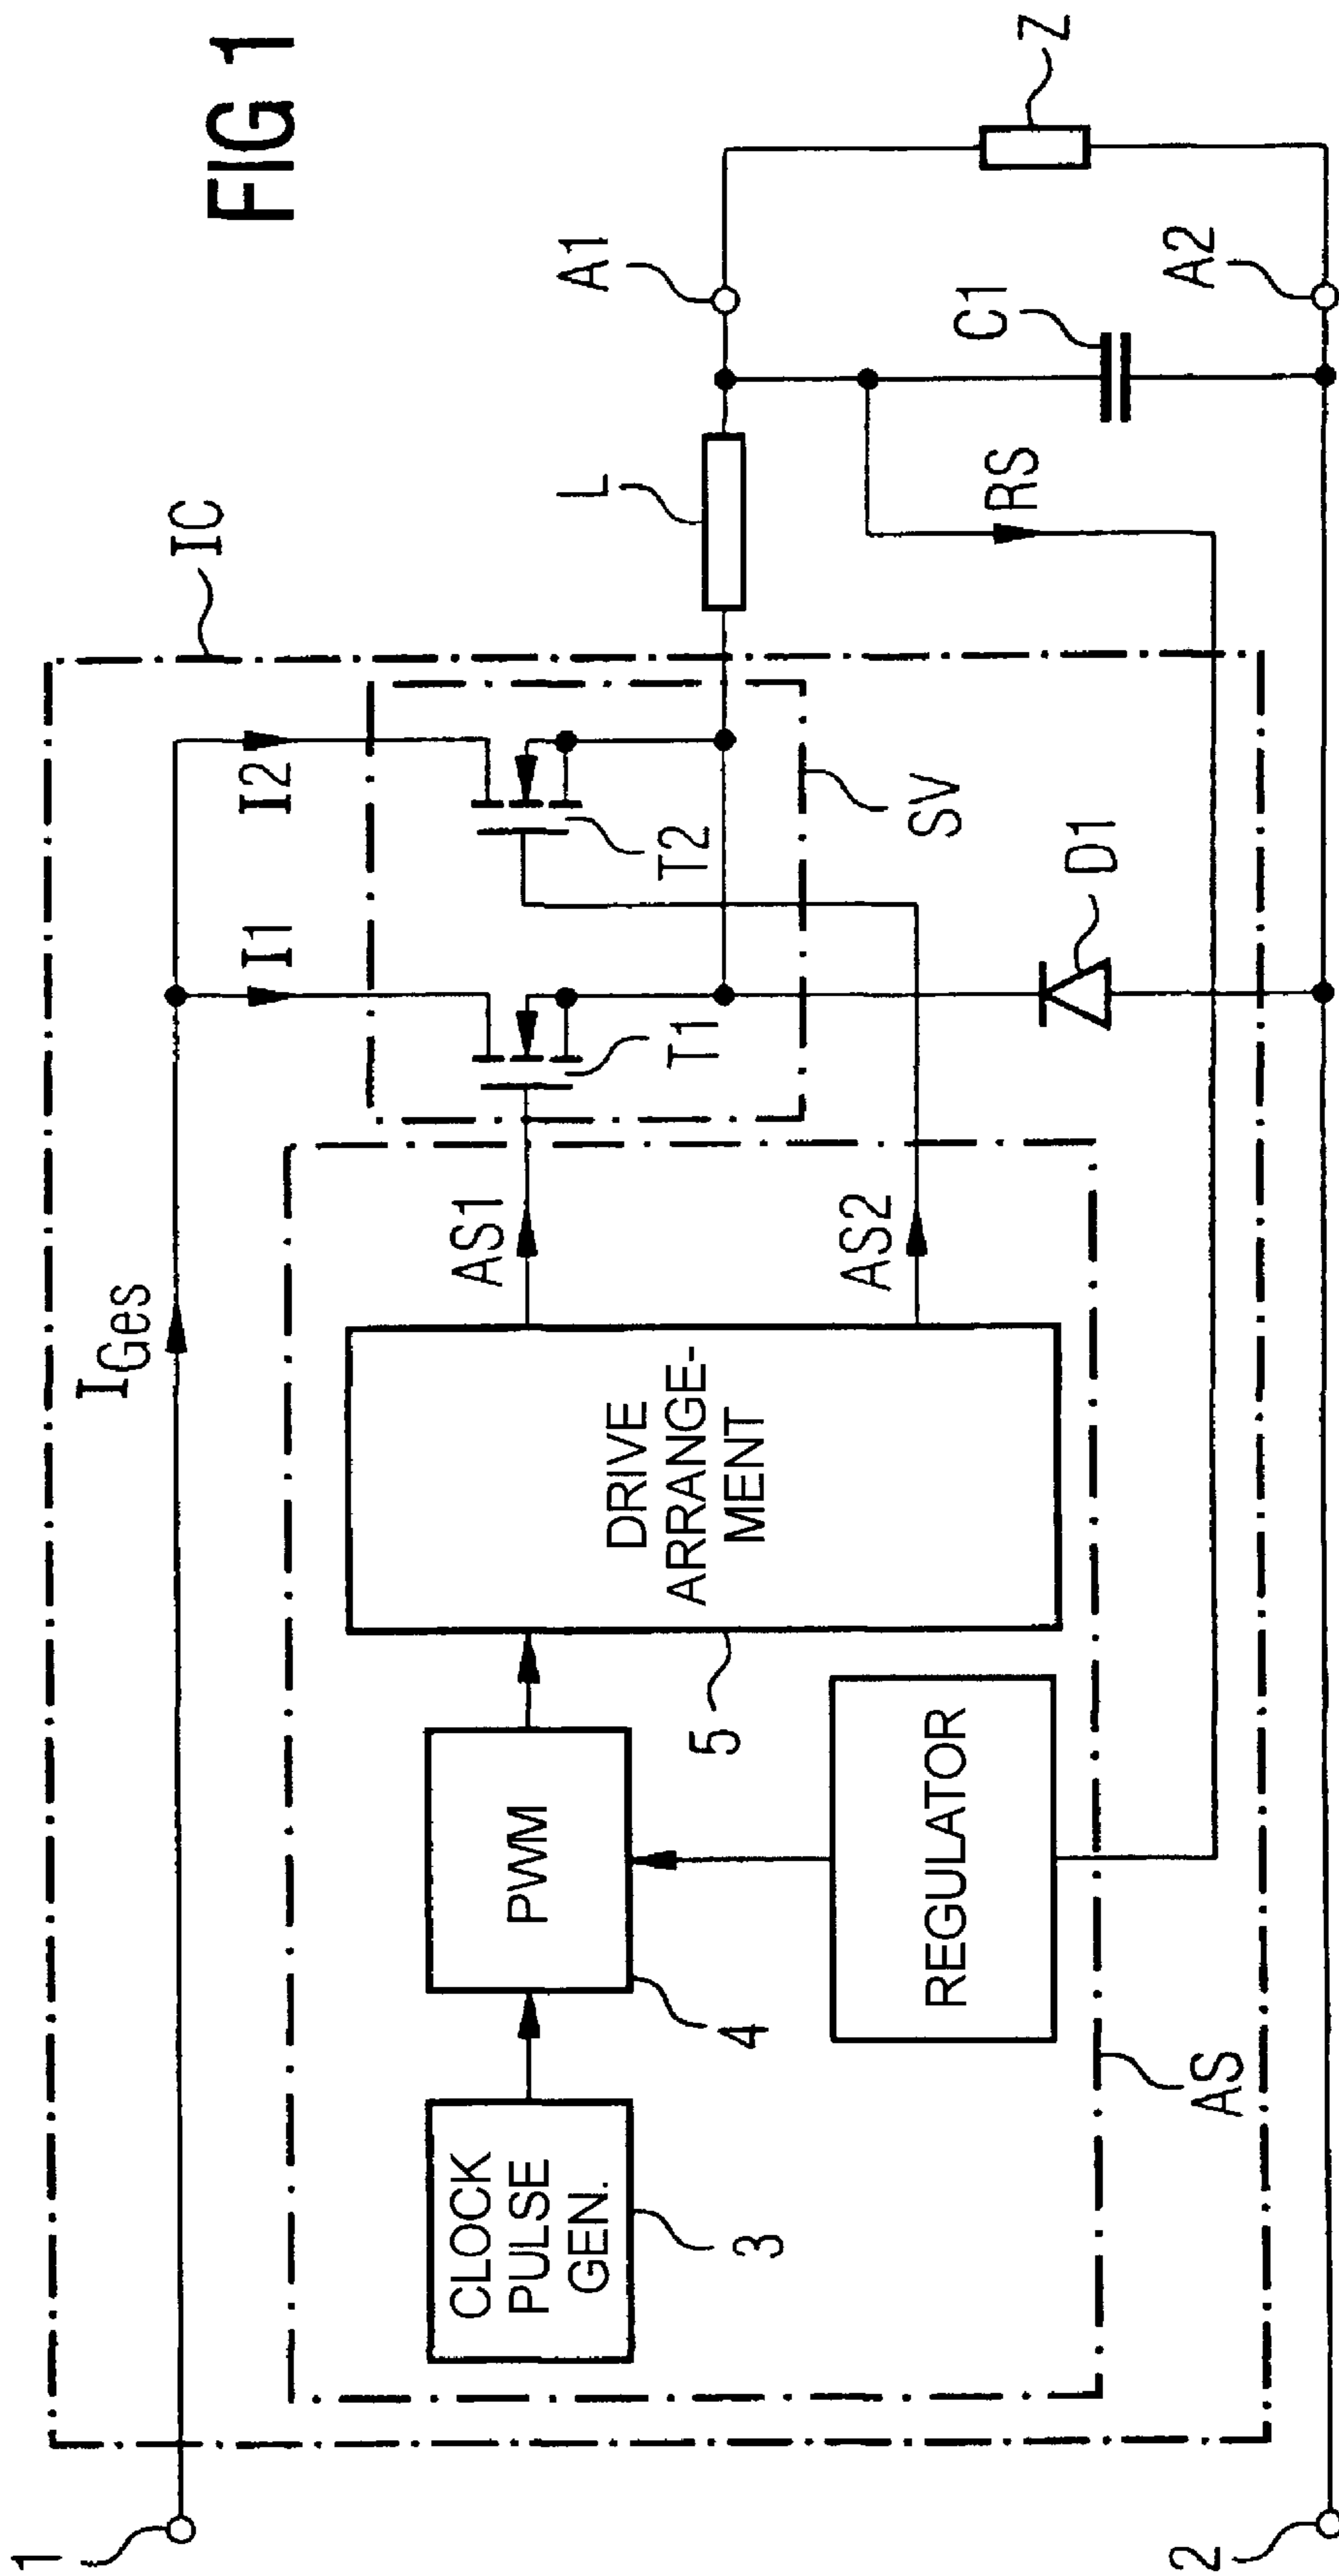 FIG 1
1
I Ges
I1
I2
IC
AS1
T1
T2
L
A1
Z
CLOCK
PULSE
GEN.
3
PWM
4
DRIVE
ARRANGE-
MENT
5
AS2
SV
REGULATOR
AS
D1
RS
C1
A2
2